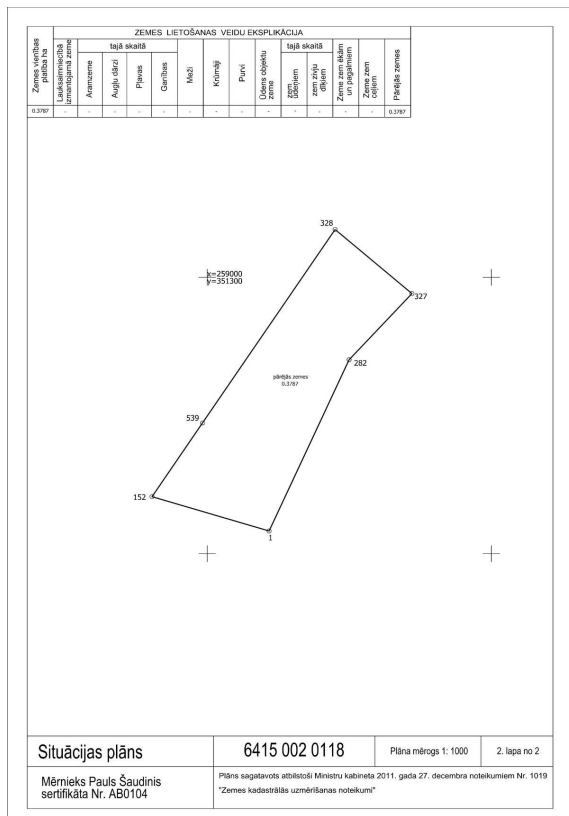 ZEMES LIETOŠANAS VEIDU EKSPLIKĀCIJA
Zemes vienības platība ha
Lauksaimniecībā izmantojamā zeme
tajā skaitā
Aramzeme
Augļu dārzi
Pļavas
Ganības
Meži
Krūmāji
Purvi
Ūdens objektu zeme
tajā skaitā
zem ūdeņiem
zem zivju dīķiem
Zeme zem ēkām un pagalmiem
Zeme zem ceļiem
Pārējās zemes
0.3787 - - - - - - - - - - - - - 0.3787
328
x=259000
y=351300
327
282
pārējās zemes
0.3787
539
152
1
Situācijas plāns
6415 002 0118
Plāna mērogs 1: 1000
2. lapa no 2
Mērnieks Pauls Šaudinis
sertifikāta Nr. AB0104
Plāns sagatavots atbilstoši Ministru kabineta 2011. gada 27. decembra noteikumiem Nr. 1019
"Zemes kadastrālās uzmērīšanas noteikumi"